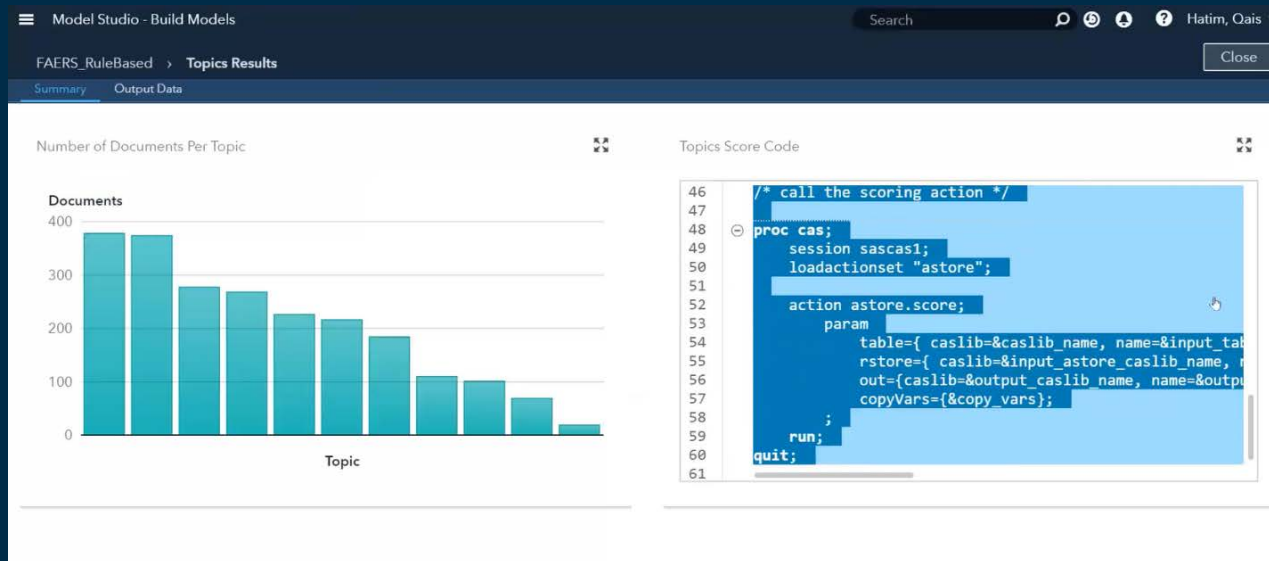 Model Studio - Build Models
Search
Hatim, Qais
FAERS_RuleBased › Topics Results
Close
Summary
Output Data
Number of Documents Per Topic
Documents
400
300
200
100
0
Topic
Topics Score Code
46 /* call the scoring action */
47
48 proc cas;
49 session sascas1;
50 loadactionset "astore";
51
52 action astore.score;
53 param
54 table={ caslib=&caslib_name, name=&input_tab
55 rstore={ caslib=&input_astore_caslib_name,
56 out={caslib=&output_caslib_name, name=&outpu
57 copyVars={&copy_vars};
58 ;
59 run;
60 quit;
61